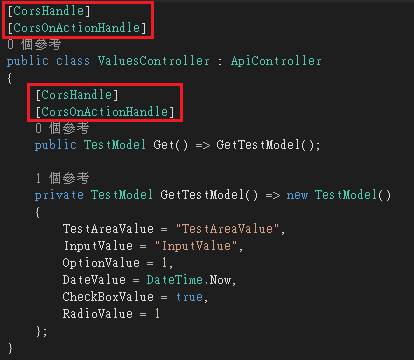 [CorsHandle]
[CorsOnActionHandle]
0 個參考
public class ValuesController : ApiController
{
[CorsHandle]
[CorsOnActionHandle]
0 個參考
public TestModel Get() => GetTestModel();
1 個參考
private TestModel GetTestModel() => new TestModel()
{
TestAreaValue = "TestAreaValue",
InputValue = "InputValue",
OptionValue = 1,
DateValue = DateTime.Now,
CheckBoxValue = true,
RadioValue = 1
};
}